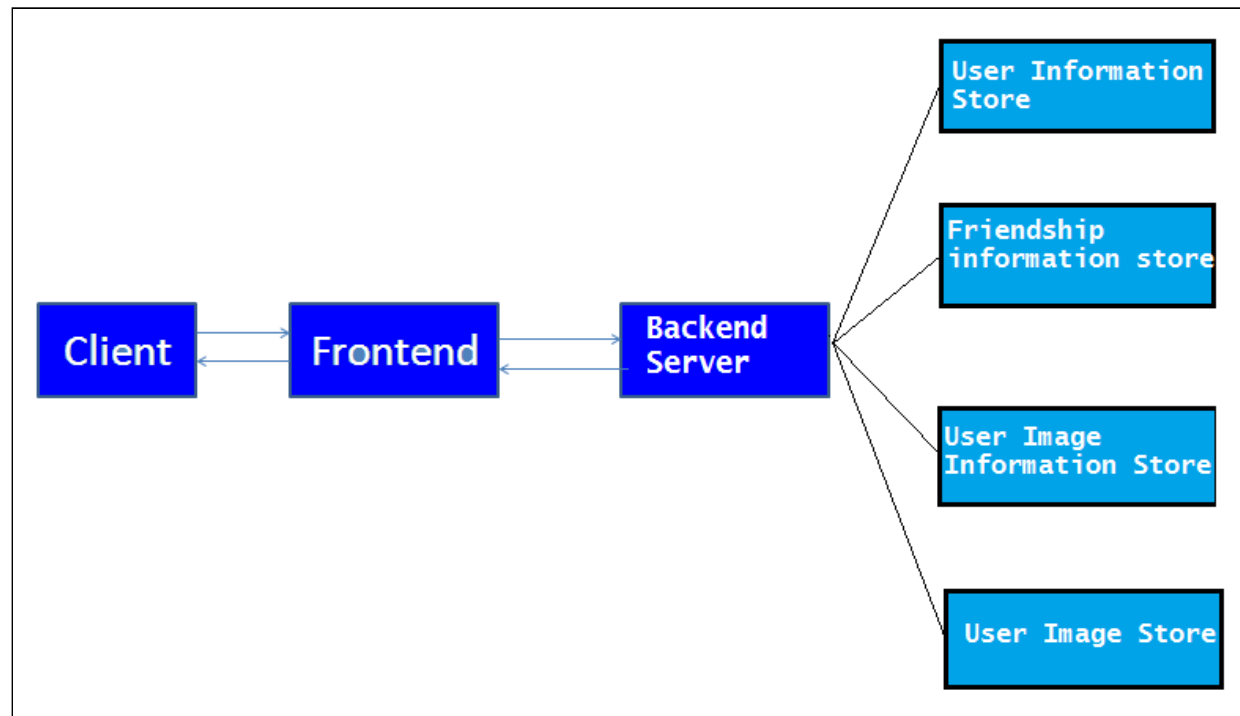 Client
Frontend
Backend
Server
User Information
Store
Friendship
information store
User Image
Information Store
User Image Store